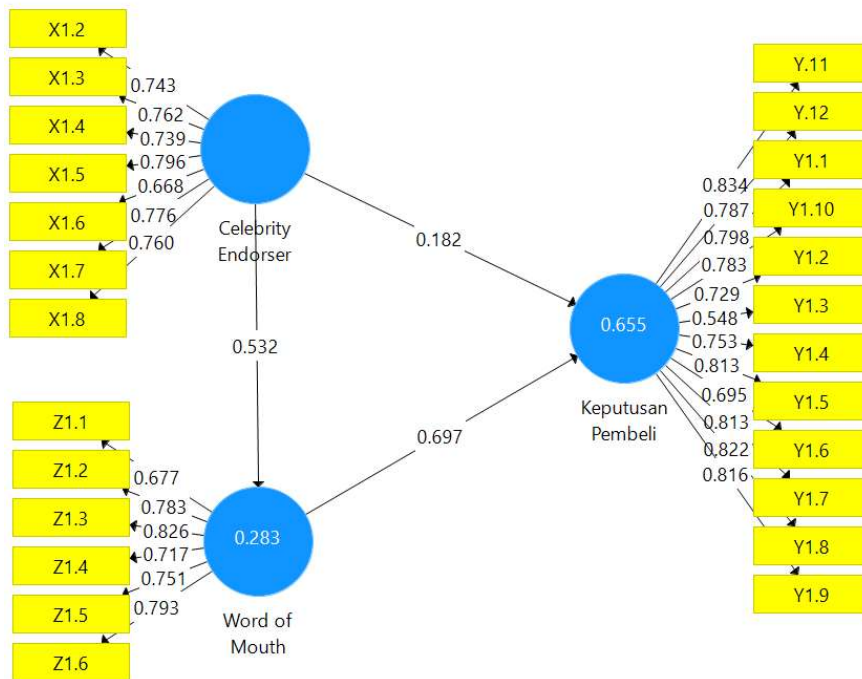 X1.2
X1.3
X1.4
X1.5
X1.6
X1.7
X1.8
0.743
0.762
0.739
0.796
0.668
0.776
0.760
Celebrity
Endorser
0.182
0.532
0.697
Z1.1
Z1.2
Z1.3
Z1.4
Z1.5
Z1.6
0.677
0.783
0.826
0.717
0.751
0.793
0.283
Word of
Mouth
0.655
Keputusan
Pembeli
0.834
0.787
0.798
0.783
0.729
0.548
0.753
0.813
0.695
0.813
0.822
0.816
Y.11
Y.12
Y1.1
Y1.10
Y1.2
Y1.3
Y1.4
Y1.5
Y1.6
Y1.7
Y1.8
Y1.9